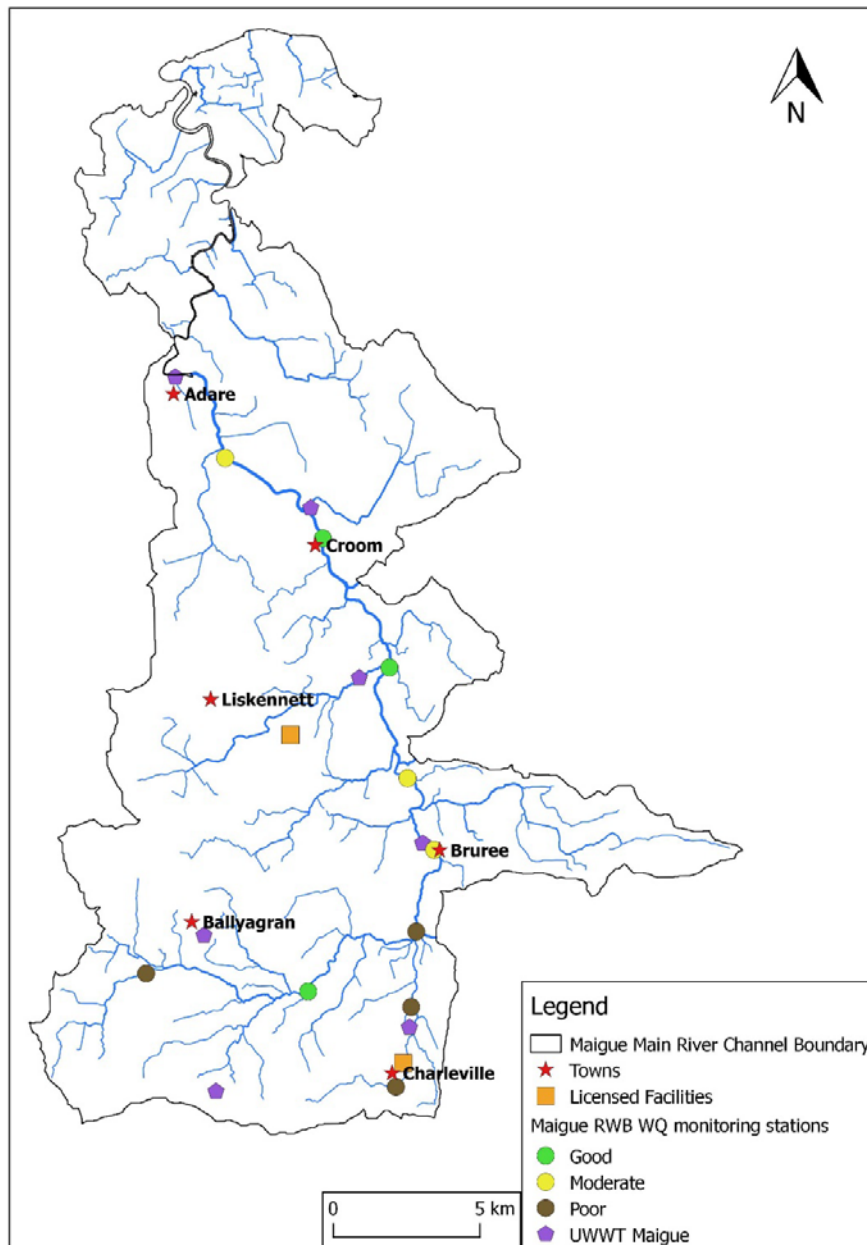 N
Adare
Croom
Liskennett
Bruree
Ballyagran
Charleville
Legend
Maigue Main River Channel Boundary
Towns
Licensed Facilities
Maigue RWB WQ monitoring stations
Good
Moderate
Poor
UWWT Maigue
0 5 km